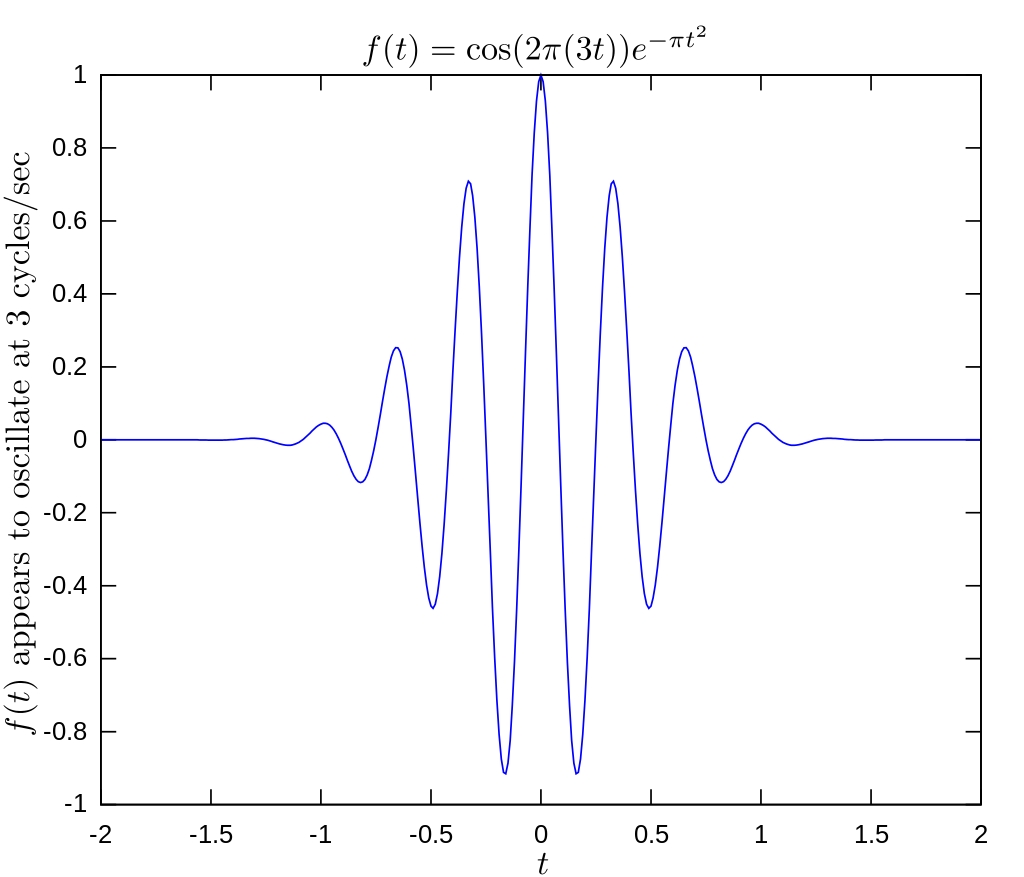 f(t) = cos(2π(3t))e^{−πt²}
f(t) appears to oscillate at 3 cycles/sec
1
0.8
0.6
0.4
0.2
0
-0.2
-0.4
-0.6
-0.8
-1
-2 -1.5 -1 -0.5 0 0.5 1 1.5 2
t